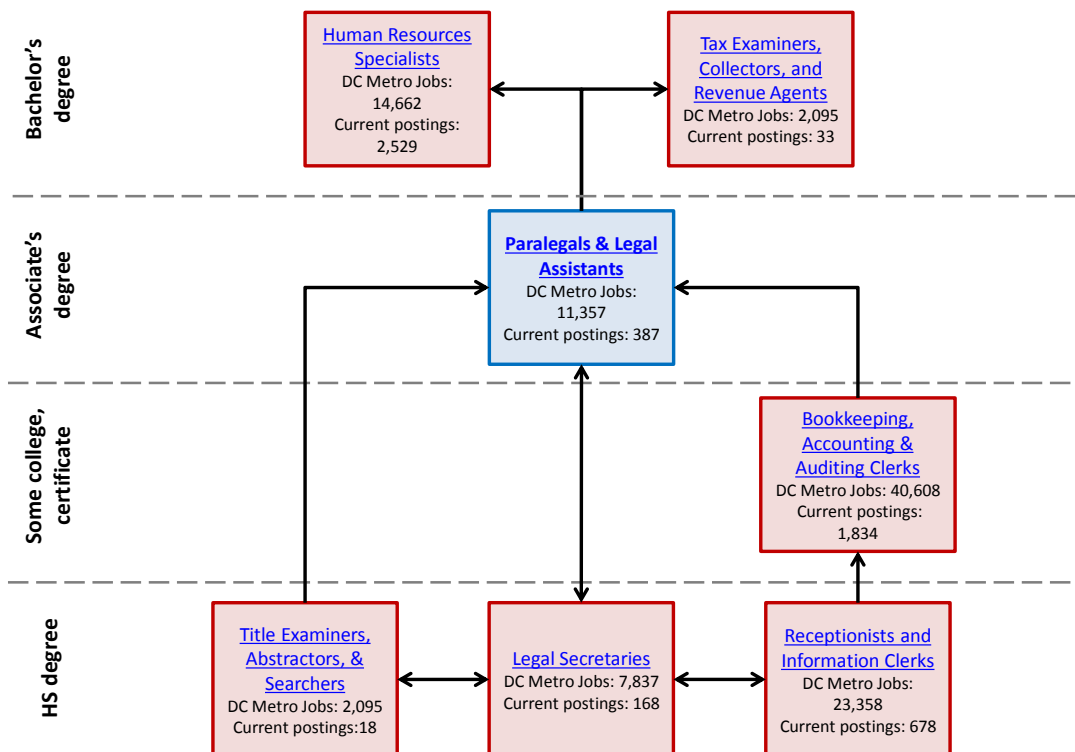 Bachelor's
degree
Human Resources
Specialists
DC Metro Jobs:
14,662
Current postings:
2,529
Tax Examiners,
Collectors, and
Revenue Agents
DC Metro Jobs: 2,095
Current postings: 33
Associate's
degree
Paralegals & Legal
Assistants
DC Metro Jobs:
11,357
Current postings: 387
Some college,
certificate
Bookkeeping,
Accounting &
Auditing Clerks
DC Metro Jobs: 40,608
Current postings:
1,834
HS degree
Title Examiners,
Abstractors, &
Searchers
DC Metro Jobs: 2,095
Current postings:18
Legal Secretaries
DC Metro Jobs: 7,837
Current postings: 168
Receptionists and
Information Clerks
DC Metro Jobs:
23,358
Current postings: 678